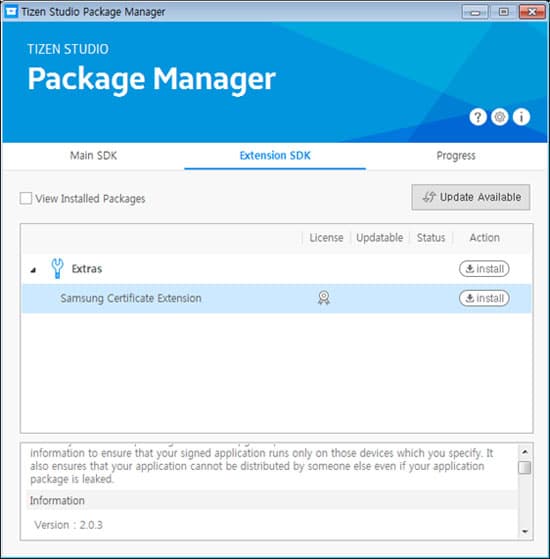 Tizen Studio Package Manager
TIZEN STUDIO
Package Manager
? i
Main SDK Extension SDK Progress
View Installed Packages Update Available
License Updatable Status Action
Extras install
Samsung Certificate Extension install
information to ensure that your signed application runs only on those devices which you specify. It
also ensures that your application cannot be distributed by someone else even if your application
package is leaked.
Information
Version : 2.0.3